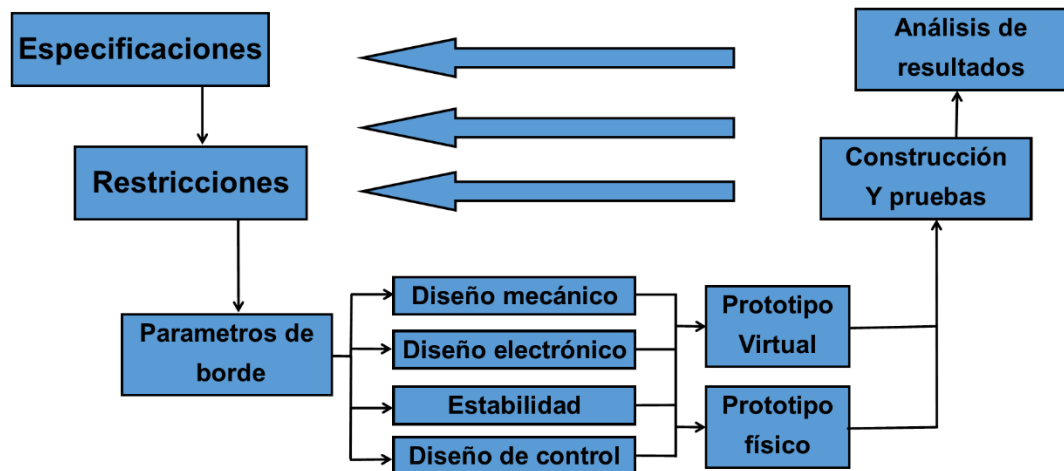 Especificaciones
Restricciones
Parametros de
borde
Diseño mecánico
Diseño electrónico
Estabilidad
Diseño de control
Prototipo
Virtual
Prototipo
físico
Construcción
Y pruebas
Análisis de
resultados